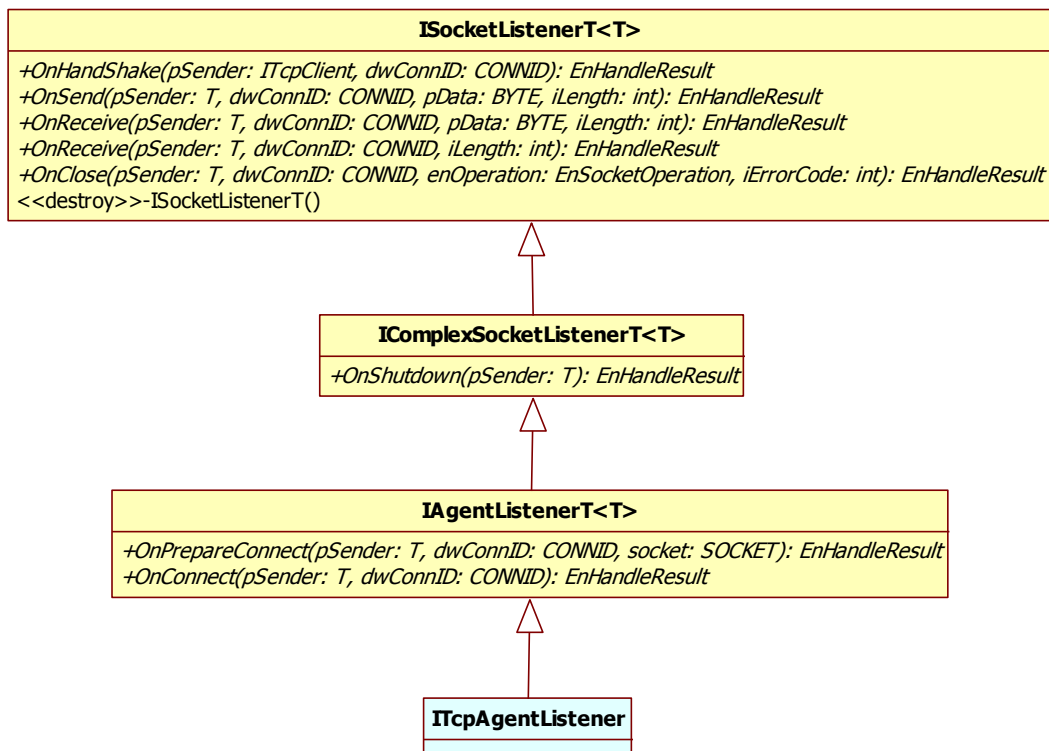 ISocketListenerT<T>
+OnHandShake(pSender: ITcpClient, dwConnID: CONNID): EnHandleResult
+OnSend(pSender: T, dwConnID: CONNID, pData: BYTE, iLength: int): EnHandleResult
+OnReceive(pSender: T, dwConnID: CONNID, pData: BYTE, iLength: int): EnHandleResult
+OnReceive(pSender: T, dwConnID: CONNID, iLength: int): EnHandleResult
+OnClose(pSender: T, dwConnID: CONNID, enOperation: EnSocketOperation, iErrorCode: int): EnHandleResult
<<destroy>>-ISocketListenerT()
IComplexSocketListenerT<T>
+OnShutdown(pSender: T): EnHandleResult
IAgentListenerT<T>
+OnPrepareConnect(pSender: T, dwConnID: CONNID, socket: SOCKET): EnHandleResult
+OnConnect(pSender: T, dwConnID: CONNID): EnHandleResult
ITcpAgentListener